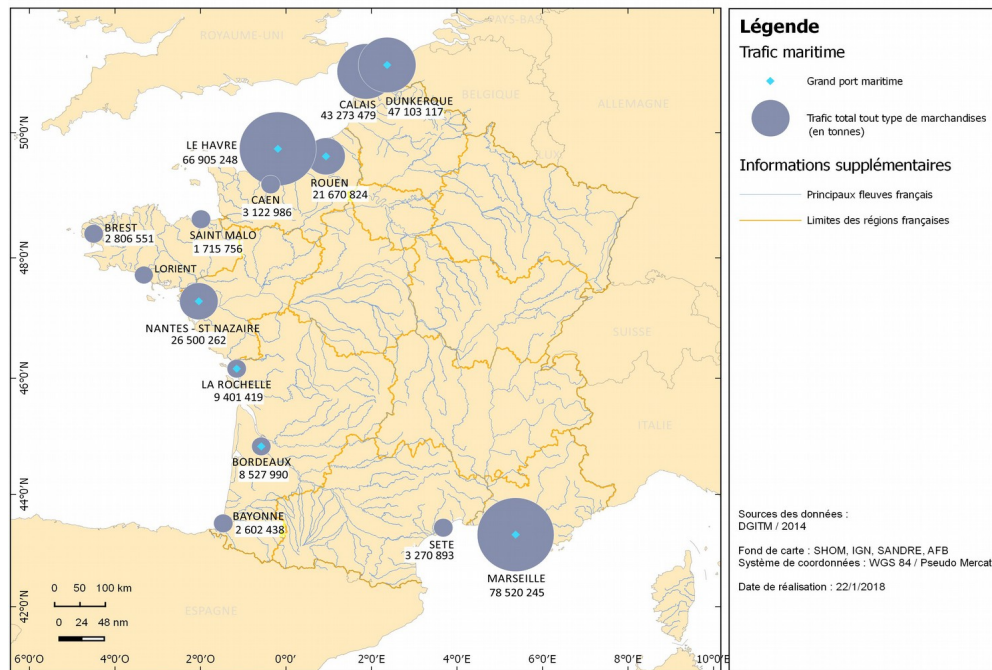 ROYAUME-UNI
PAYS-BAS
BELGIQUE
ALLEMAGNE
SUISSE
ITALIE
ESPAGNE
CALAIS
43 273 479
DUNKERQUE
47 103 117
LE HAVRE
66 905 248
ROUEN
21 670 824
CAEN
3 122 986
SAINT MALO
1 715 756
BREST
2 806 551
LORIENT
NANTES - ST NAZAIRE
26 500 262
LA ROCHELLE
9 401 419
BORDEAUX
8 527 990
BAYONNE
2 602 438
SETE
3 270 893
MARSEILLE
78 520 245
50°0'N
48°0'N
46°0'N
44°0'N
42°0'N
0 50 100 km
0 24 48 nm
6°0'O 4°0'O 2°0'O 0°0' 2°0'E 4°0'E 6°0'E 8°0'E 10°0'E
Légende
Trafic maritime
Grand port maritime
Trafic total tout type de marchandises
(en tonnes)
Informations supplémentaires
Principaux fleuves français
Limites des régions françaises
Sources des données :
DGITM / 2014
Fond de carte : SHOM, IGN, SANDRE, AFB
Système de coordonnées : WGS 84 / Pseudo Mercat
Date de réalisation : 22/1/2018